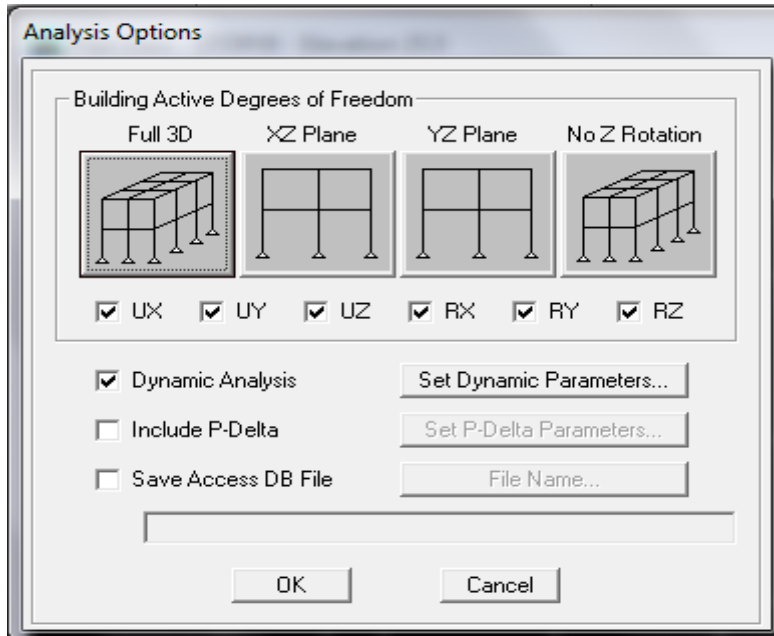 Analysis Options
Building Active Degrees of Freedom
Full 3D XZ Plane YZ Plane No Z Rotation
UX UY UZ RX RY RZ
Dynamic Analysis Set Dynamic Parameters...
Include P-Delta Set P-Delta Parameters...
Save Access DB File File Name...
OK Cancel